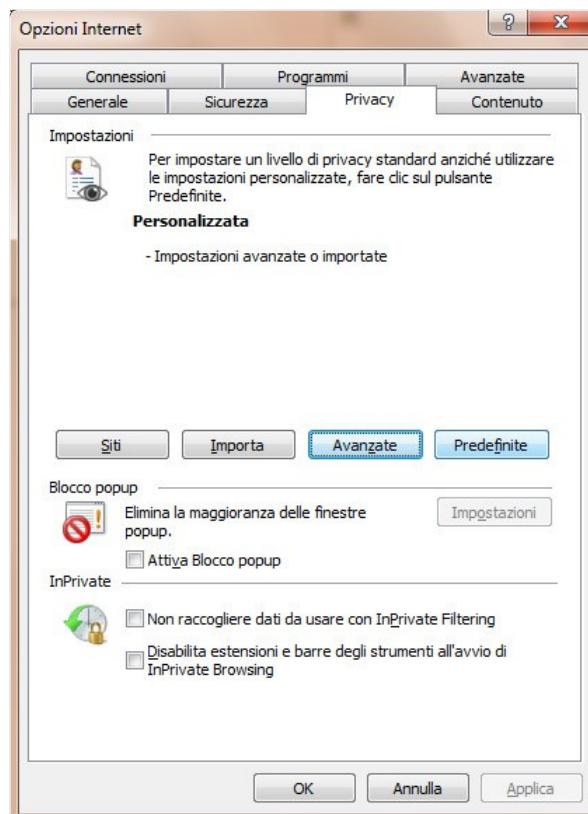 Opzioni Internet
?
Connessioni Programmi Avanzate
Generale Sicurezza Privacy Contenuto
Impostazioni
Per impostare un livello di privacy standard anziché utilizzare
le impostazioni personalizzate, fare clic sul pulsante
Predefinite.
Personalizzata
- Impostazioni avanzate o importate
Siti Importa Avanzate Predefinite
Blocco popup
Elimina la maggioranza delle finestre
popup.
Impostazioni
Attiva Blocco popup
InPrivate
Non raccogliere dati da usare con InPrivate Filtering
Disabilita estensioni e barre degli strumenti all'avvio di
InPrivate Browsing
OK Annulla Applica